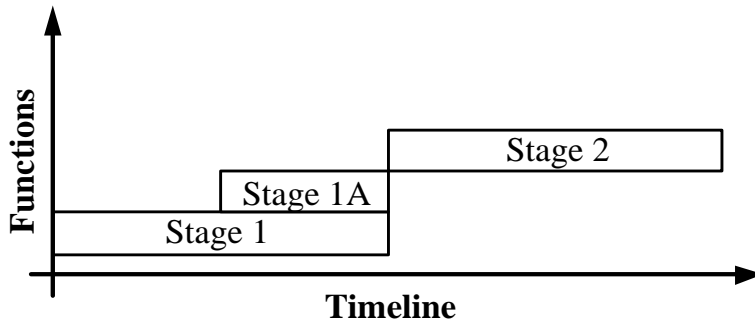 Functions
Stage 2
Stage 1A
Stage 1
Timeline